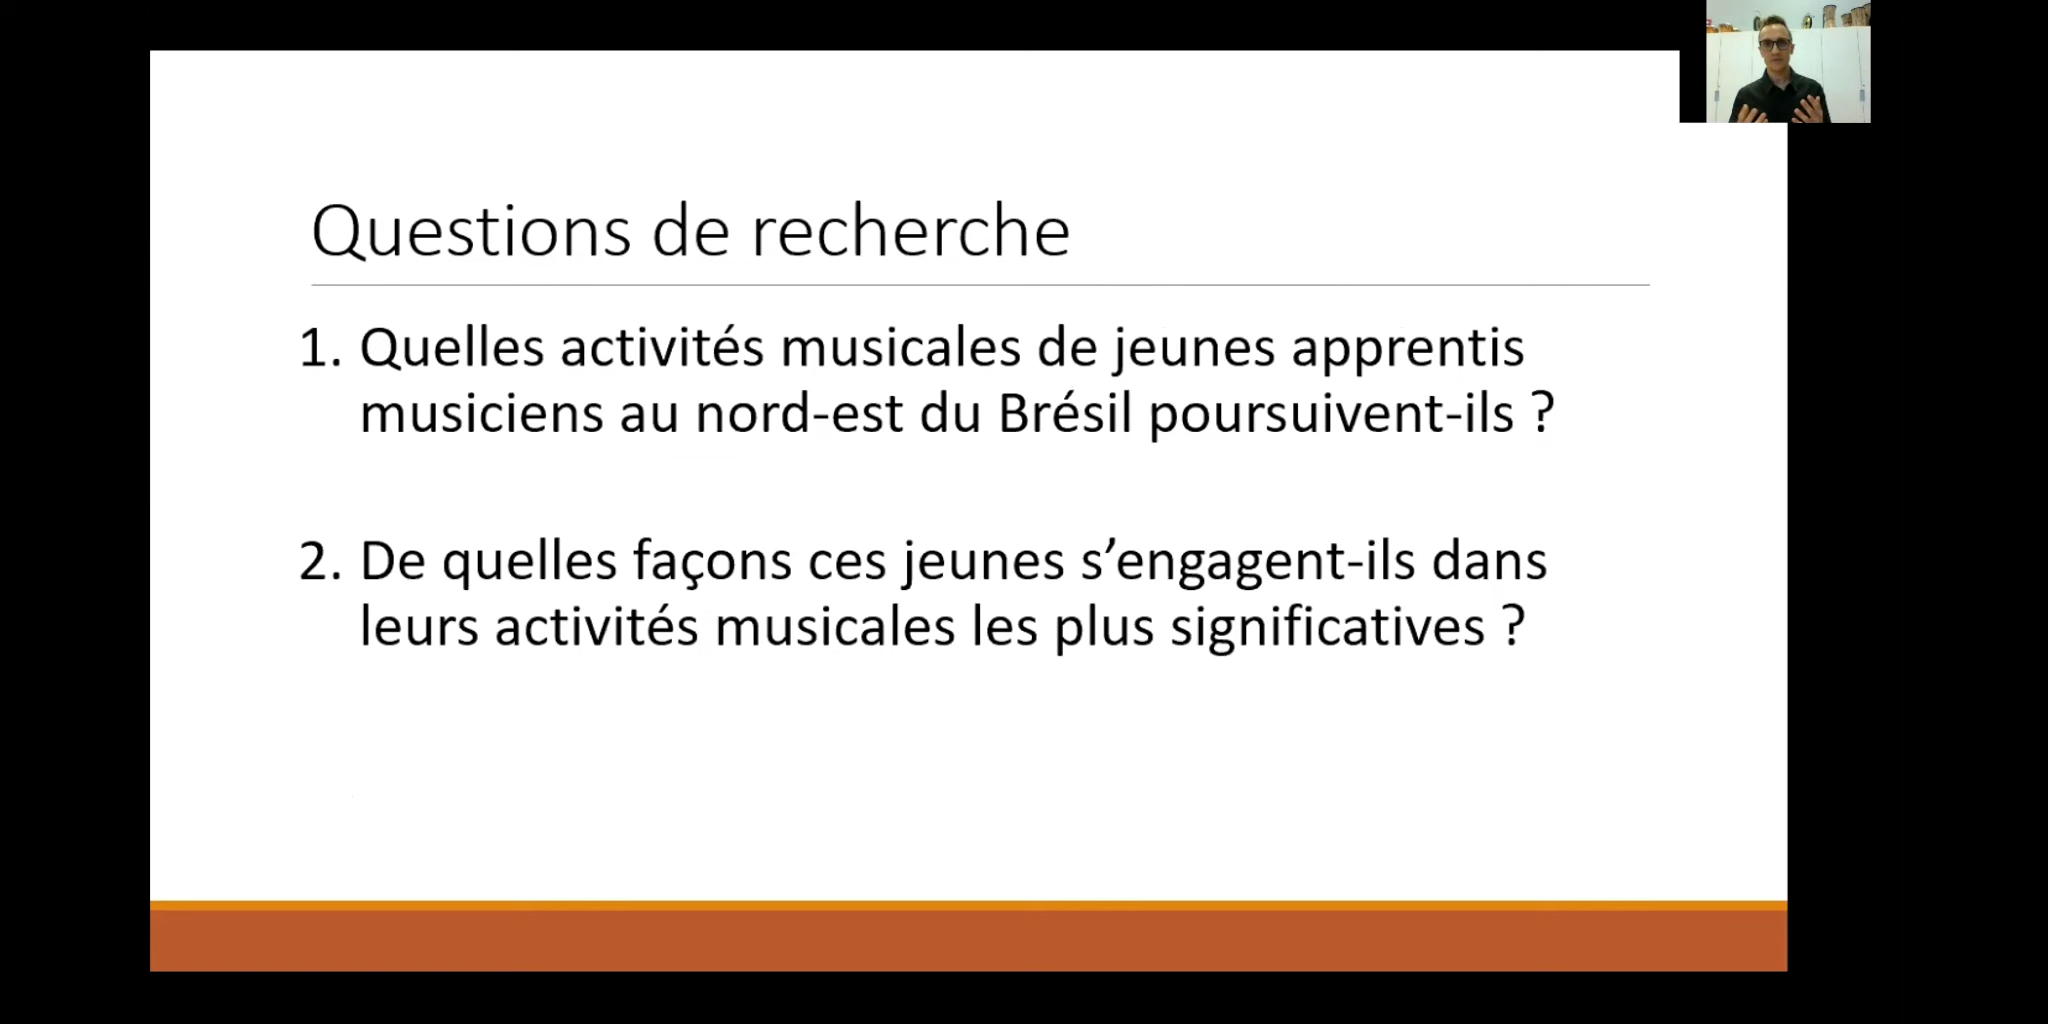 Questions de recherche
1. Quelles activités musicales de jeunes apprentis
musiciens au nord-est du Brésil poursuivent-ils ?
2. De quelles façons ces jeunes s’engagent-ils dans
leurs activités musicales les plus significatives ?